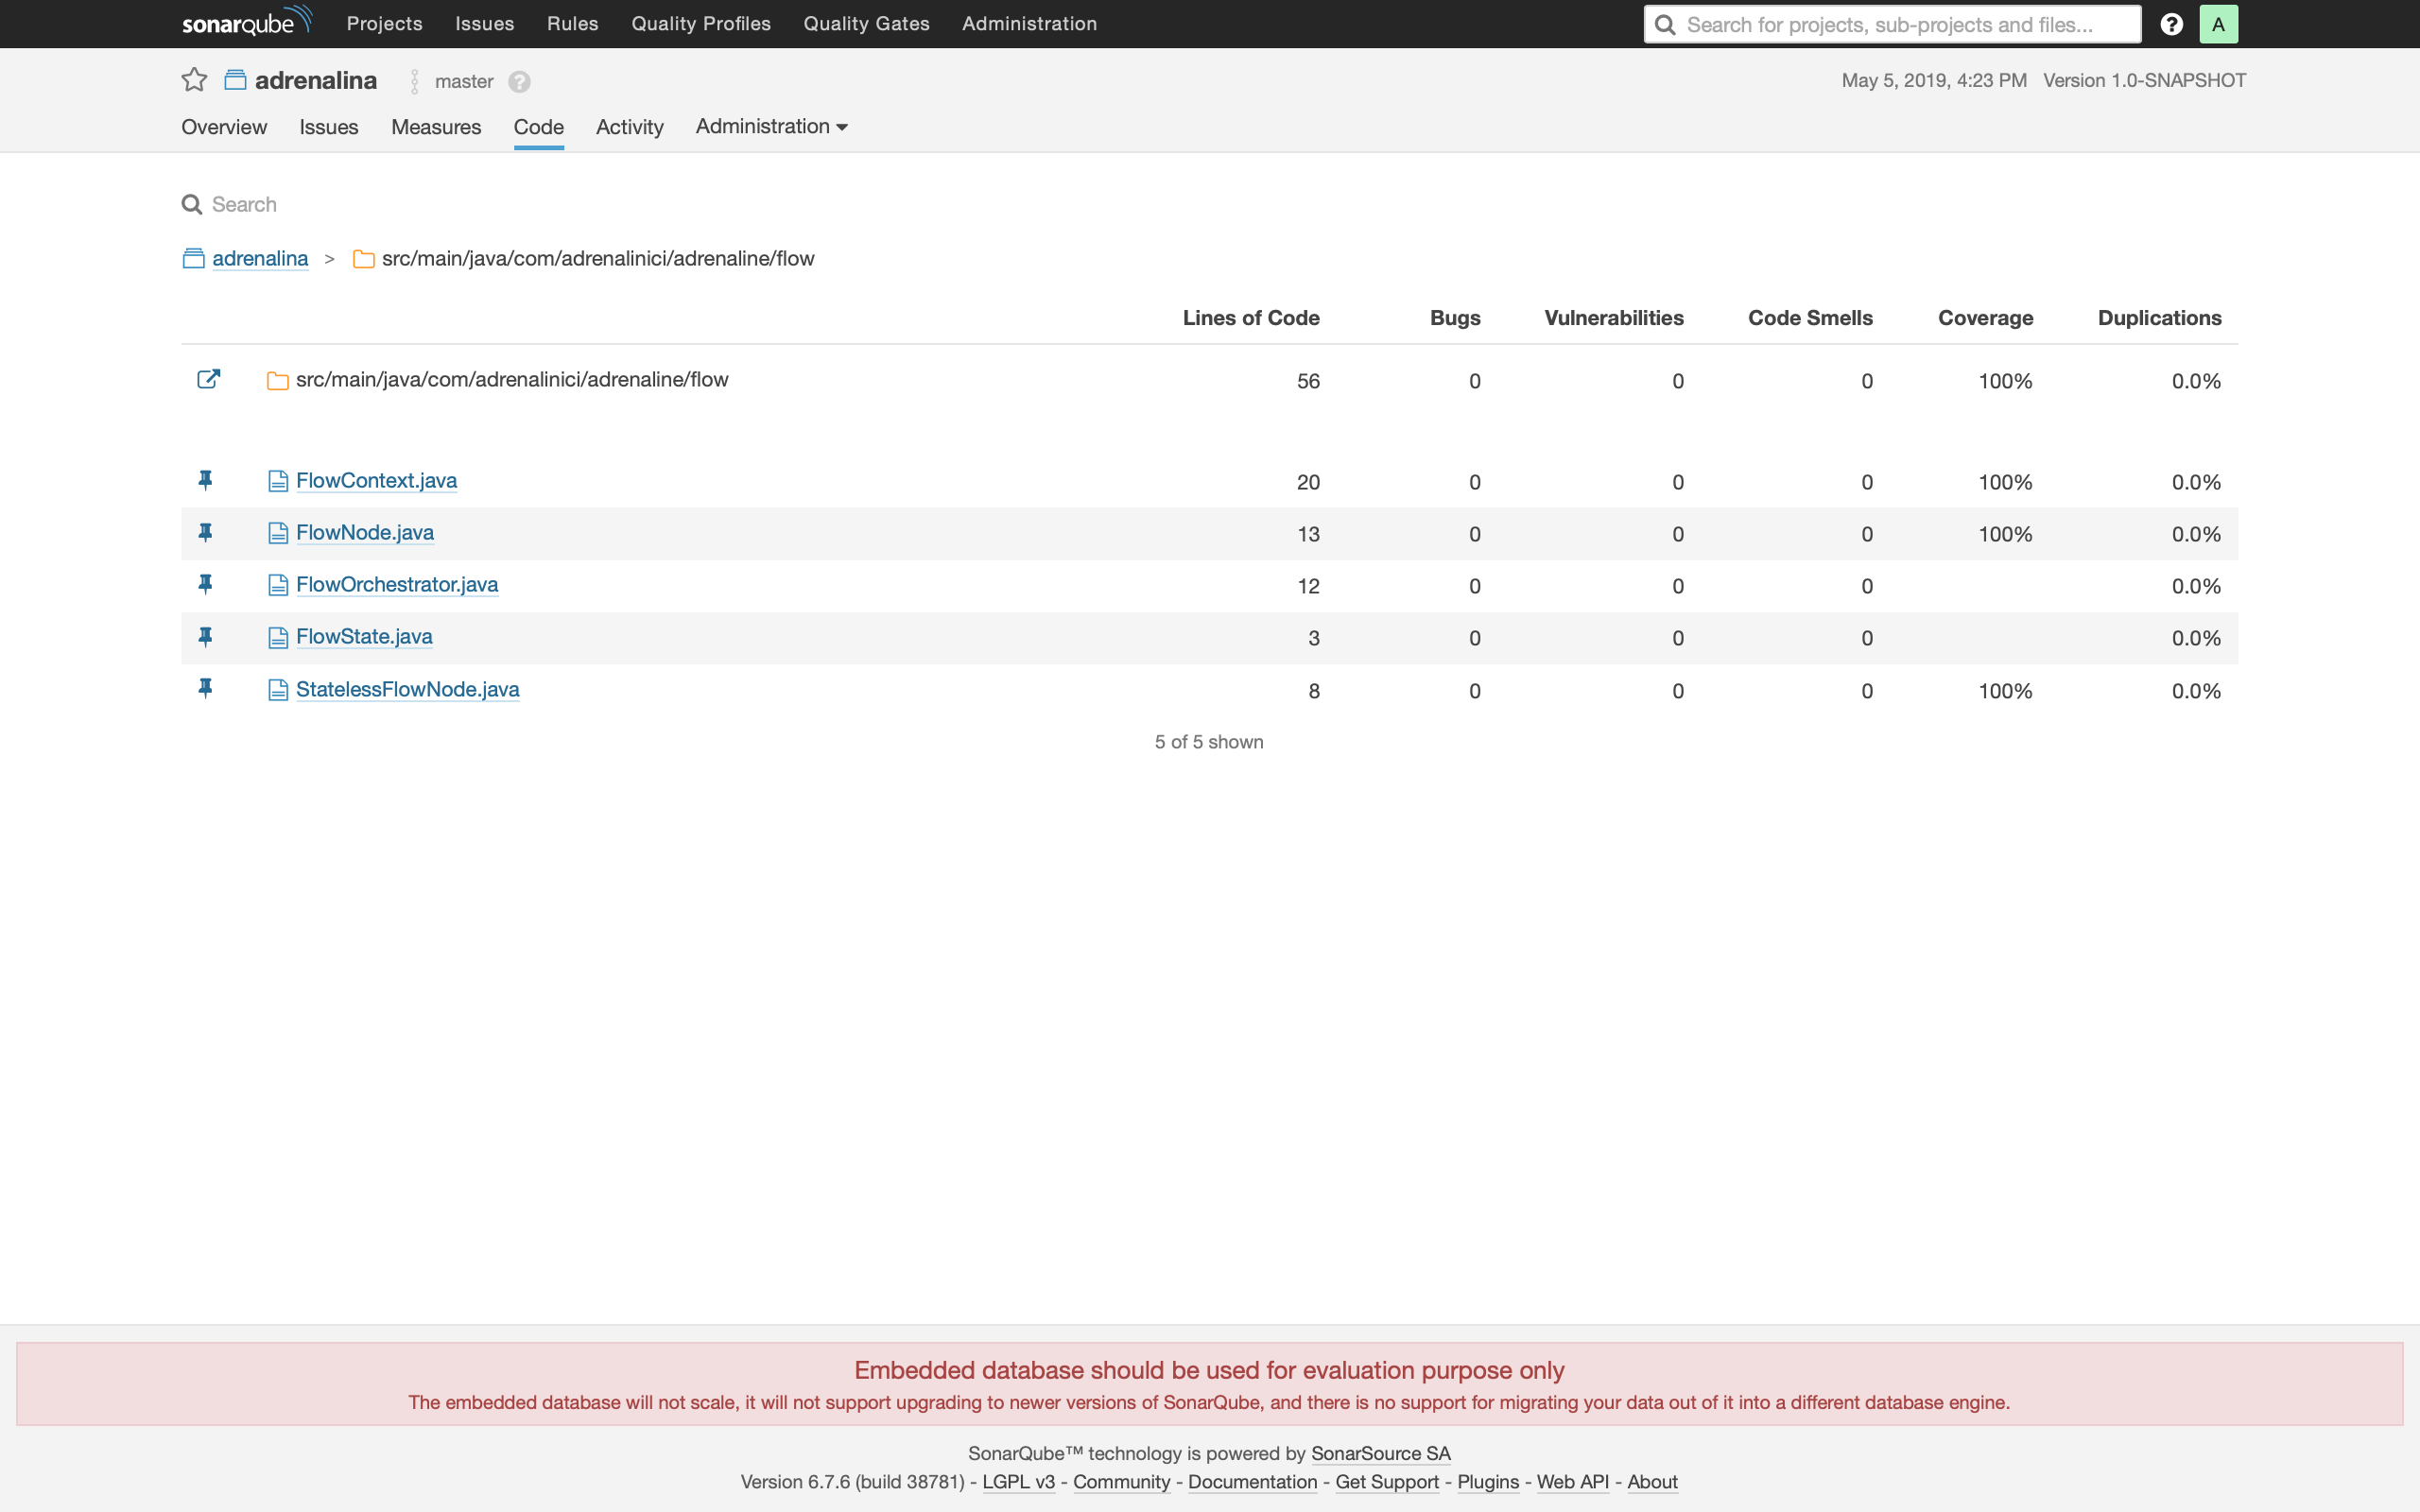 sonarqube Projects Issues Rules Quality Profiles Quality Gates Administration Search for projects, sub-projects and files... ? A
adrenalina master ? May 5, 2019, 4:23 PM Version 1.0-SNAPSHOT
Overview Issues Measures Code Activity Administration
Search
adrenalina > src/main/java/com/adrenalinici/adrenaline/flow
Lines of Code Bugs Vulnerabilities Code Smells Coverage Duplications
src/main/java/com/adrenalinici/adrenaline/flow 56 0 0 0 100% 0.0%
FlowContext.java 20 0 0 0 100% 0.0%
FlowNode.java 13 0 0 0 100% 0.0%
FlowOrchestrator.java 12 0 0 0 0.0%
FlowState.java 3 0 0 0 0.0%
StatelessFlowNode.java 8 0 0 0 100% 0.0%
5 of 5 shown
Embedded database should be used for evaluation purpose only
The embedded database will not scale, it will not support upgrading to newer versions of SonarQube, and there is no support for migrating your data out of it into a different database engine.
SonarQube™ technology is powered by SonarSource SA
Version 6.7.6 (build 38781) - LGPL v3 - Community - Documentation - Get Support - Plugins - Web API - About